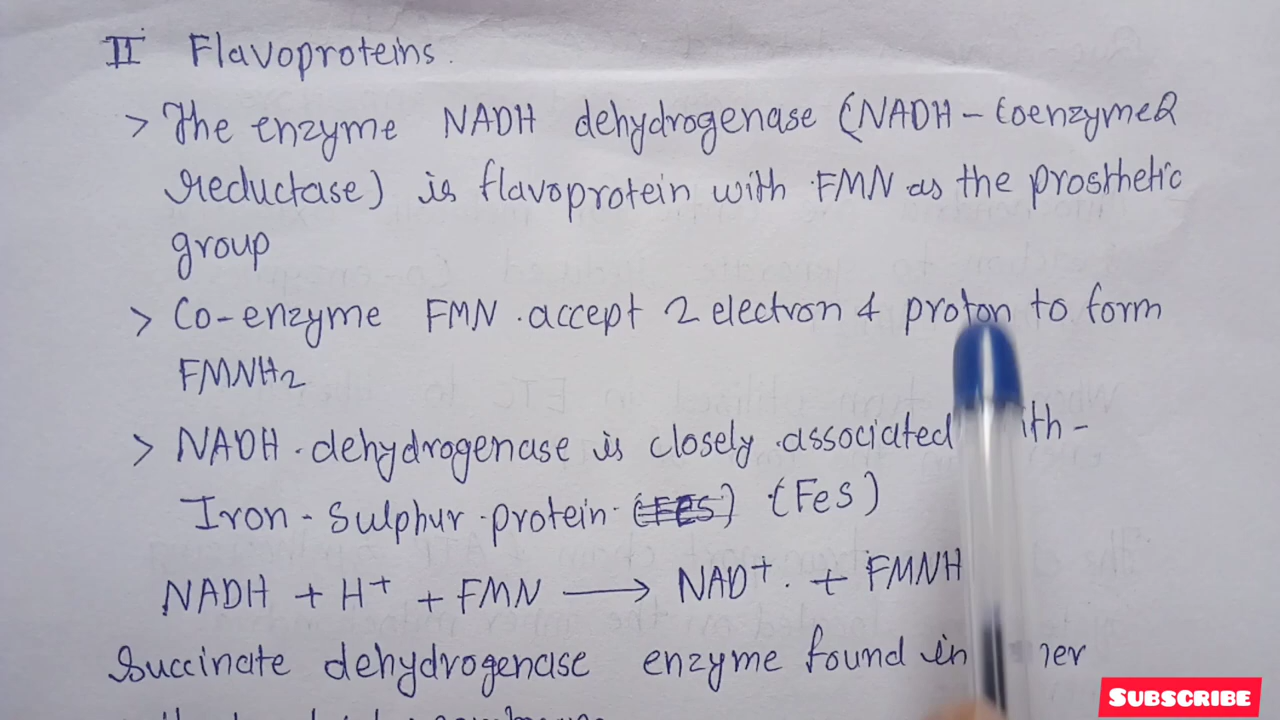 II Flavoproteins.
> The enzyme NADH dehydrogenase (NADH - CoenzymeQ
reductase) is flavoprotein with FMN as the prosthetic
group
> Co-enzyme FMN accept 2 electron & proton to form
FMNH2
> NADH dehydrogenase is closely associated
Iron - Sulphur protein (FeS) (FeS)
NADH + H+ + FMN ⟶ NAD+ + FMNH
Succinate dehydrogenase enzyme found in
SUBSCRIBE